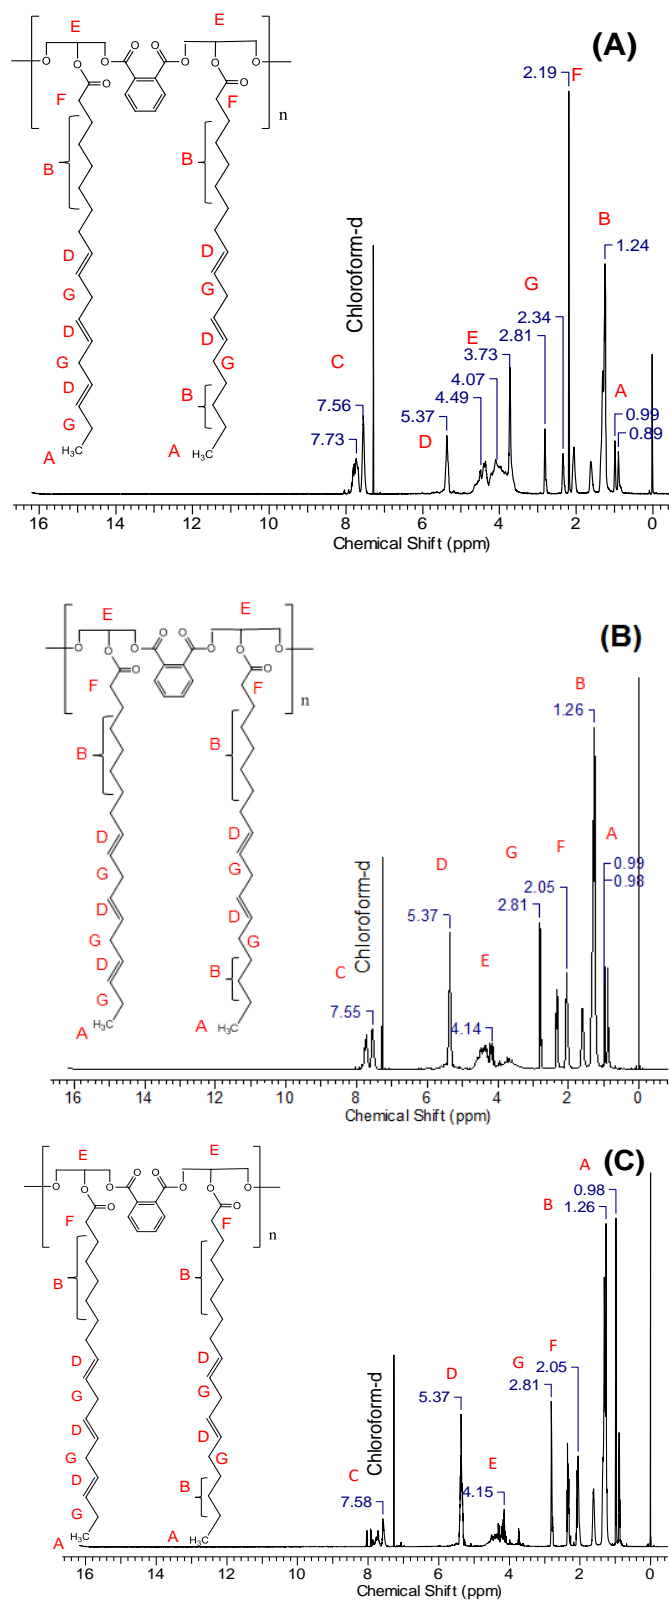 E E
(A)
O O O O O O
O O O O
n
F F
2.19 F
B B
B
1.24
Chloroform-d
D D
G G
D D
G G
D
G B
H₃C H₃C
A A
G
2.34
2.81
E
3.73
4.07
4.49
C
7.56
7.73
D
5.37
A
0.99
0.89
16 14 12 10 8 6 4 2 0
Chemical Shift (ppm)
E E
(B)
O O O O O O
O O O O
n
F F
B
1.26
B B
D D
G G
D D
G G
D
G B
H₃C H₃C
A A
Chloroform-d
C
7.55
D
5.37
E
4.14
G
2.81
F
2.05
A
0.99
0.98
16 14 12 10 8 6 4 2 0
Chemical Shift (ppm)
E E
(C)
O O O O O O
O O O O
n
F F
A
0.98
B
1.26
B B
D D
G G
D D
G G
D
G B
H₃C H₃C
A A
Chloroform-d
C
7.58
D
5.37
E
4.15
G
2.81
F
2.05
16 14 12 10 8 6 4 2 0
Chemical Shift (ppm)